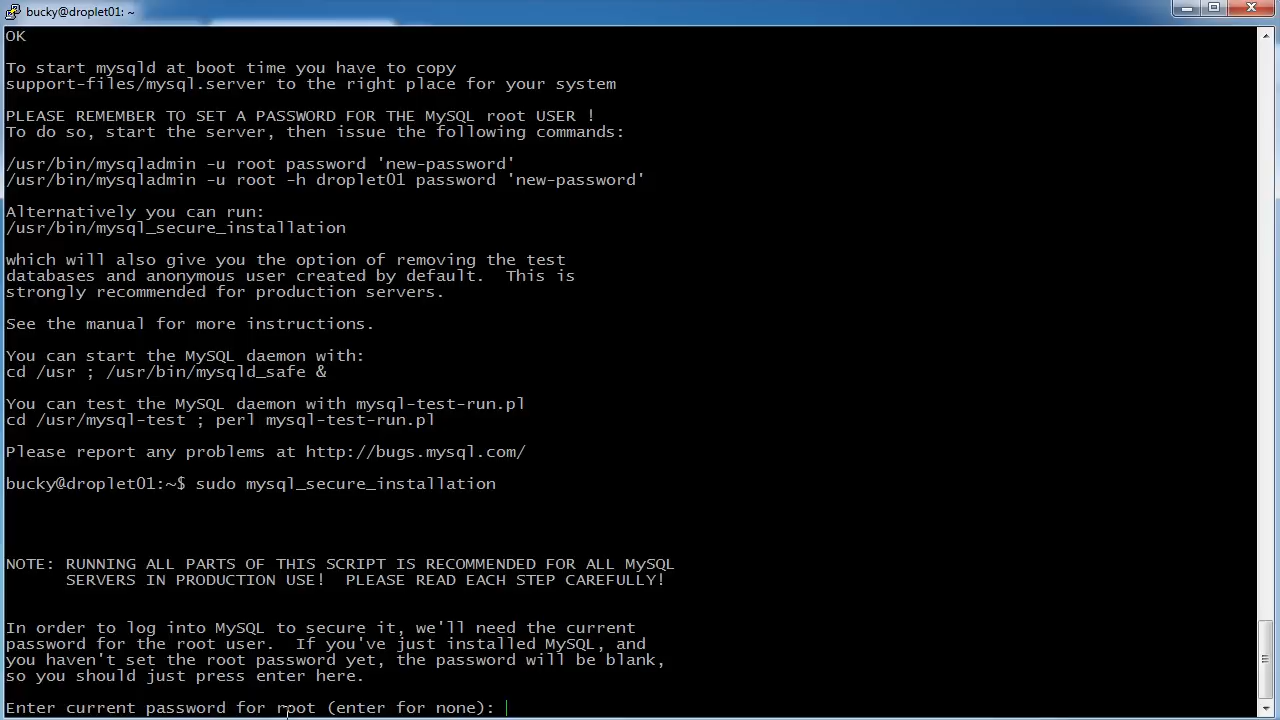 bucky@droplet01: ~
OK
To start mysqld at boot time you have to copy
support-files/mysql.server to the right place for your system
PLEASE REMEMBER TO SET A PASSWORD FOR THE MySQL root USER !
To do so, start the server, then issue the following commands:
/usr/bin/mysqladmin -u root password 'new-password'
/usr/bin/mysqladmin -u root -h droplet01 password 'new-password'
Alternatively you can run:
/usr/bin/mysql_secure_installation
which will also give you the option of removing the test
databases and anonymous user created by default.  This is
strongly recommended for production servers.
See the manual for more instructions.
You can start the MySQL daemon with:
cd /usr ; /usr/bin/mysqld_safe &
You can test the MySQL daemon with mysql-test-run.pl
cd /usr/mysql-test ; perl mysql-test-run.pl
Please report any problems at http://bugs.mysql.com/
bucky@droplet01:~$ sudo mysql_secure_installation
NOTE: RUNNING ALL PARTS OF THIS SCRIPT IS RECOMMENDED FOR ALL MySQL
SERVERS IN PRODUCTION USE!  PLEASE READ EACH STEP CAREFULLY!
In order to log into MySQL to secure it, we'll need the current
password for the root user.  If you've just installed MySQL, and
you haven't set the root password yet, the password will be blank,
so you should just press enter here.
Enter current password for root (enter for none):